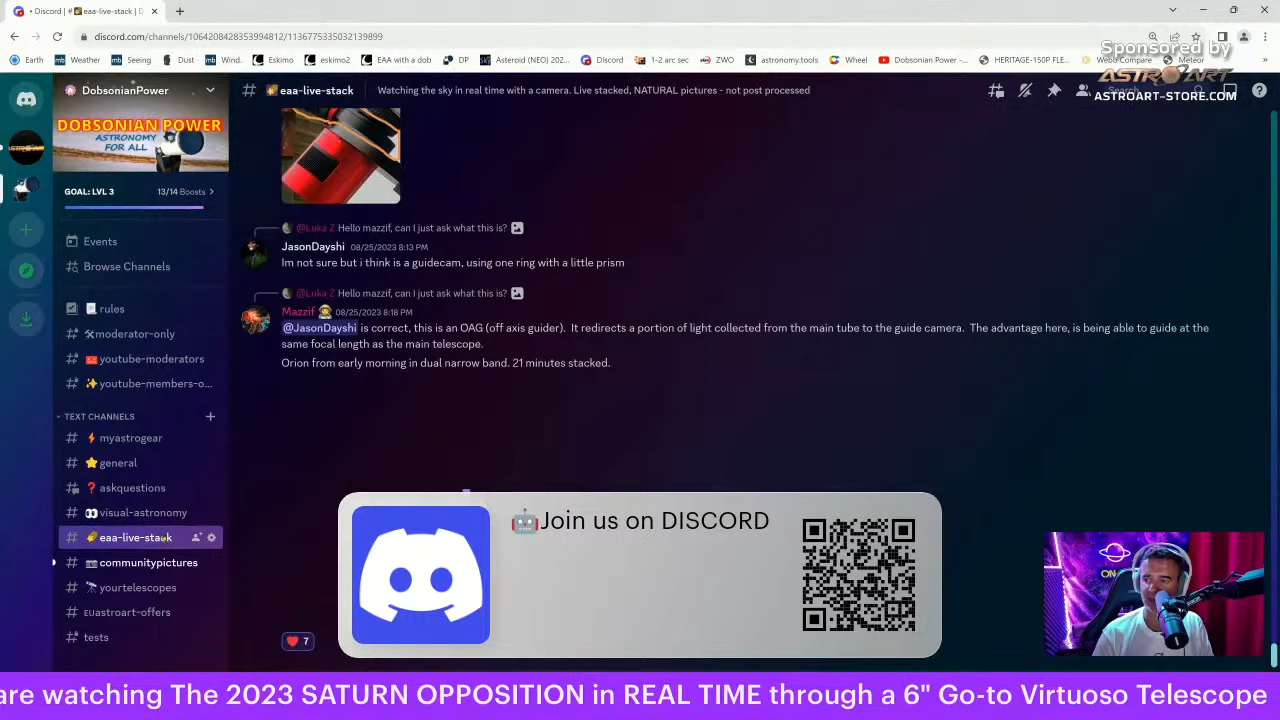 • Discord | #🌠eaa-live-stack | D
discord.com/channels/1064208428353994812/1136775335032139899
Earth
Weather
Seeing
Dust
Wind.
Eskimo
eskimo2
EAA with a dob
DP
Asteroid (NEO) 202...
Discord
1-2 arc sec
ZWO
astronomy.tools
Wheel
Dobsonian Power -...
HERITAGE-150P FLE...
Webb Compare
Meteor
Sponsored by
ASTROART
ASTROART-STORE.COM
DobsonianPower
# 🌠eaa-live-stack
Watching the sky in real time with a camera. Live stacked, NATURAL pictures - not post processed
Search
DOBSONIAN POWER
ASTRONOMY
FOR ALL
GOAL: LVL 3
13/14 Boosts
Events
Browse Channels
rules
moderator-only
youtube-moderators
youtube-members-o...
TEXT CHANNELS
myastrogear
general
askquestions
visual-astronomy
eaa-live-stack
communitypictures
yourtelescopes
EUastroart-offers
tests
@Luka Z Hello mazzif, can I just ask what this is?
JasonDayshi 08/25/2023 8:13 PM
Im not sure but i think is a guidecam, using one ring with a little prism
@Luka Z Hello mazzif, can I just ask what this is?
Mazzif 08/25/2023 8:18 PM
@JasonDayshi is correct, this is an OAG (off axis guider). It redirects a portion of light collected from the main tube to the guide camera. The advantage here, is being able to guide at the
same focal length as the main telescope.
Orion from early morning in dual narrow band. 21 minutes stacked.
🤖Join us on DISCORD
❤️ 7
ON
are watching The 2023 SATURN OPPOSITION in REAL TIME through a 6" Go-to Virtuoso Telescope